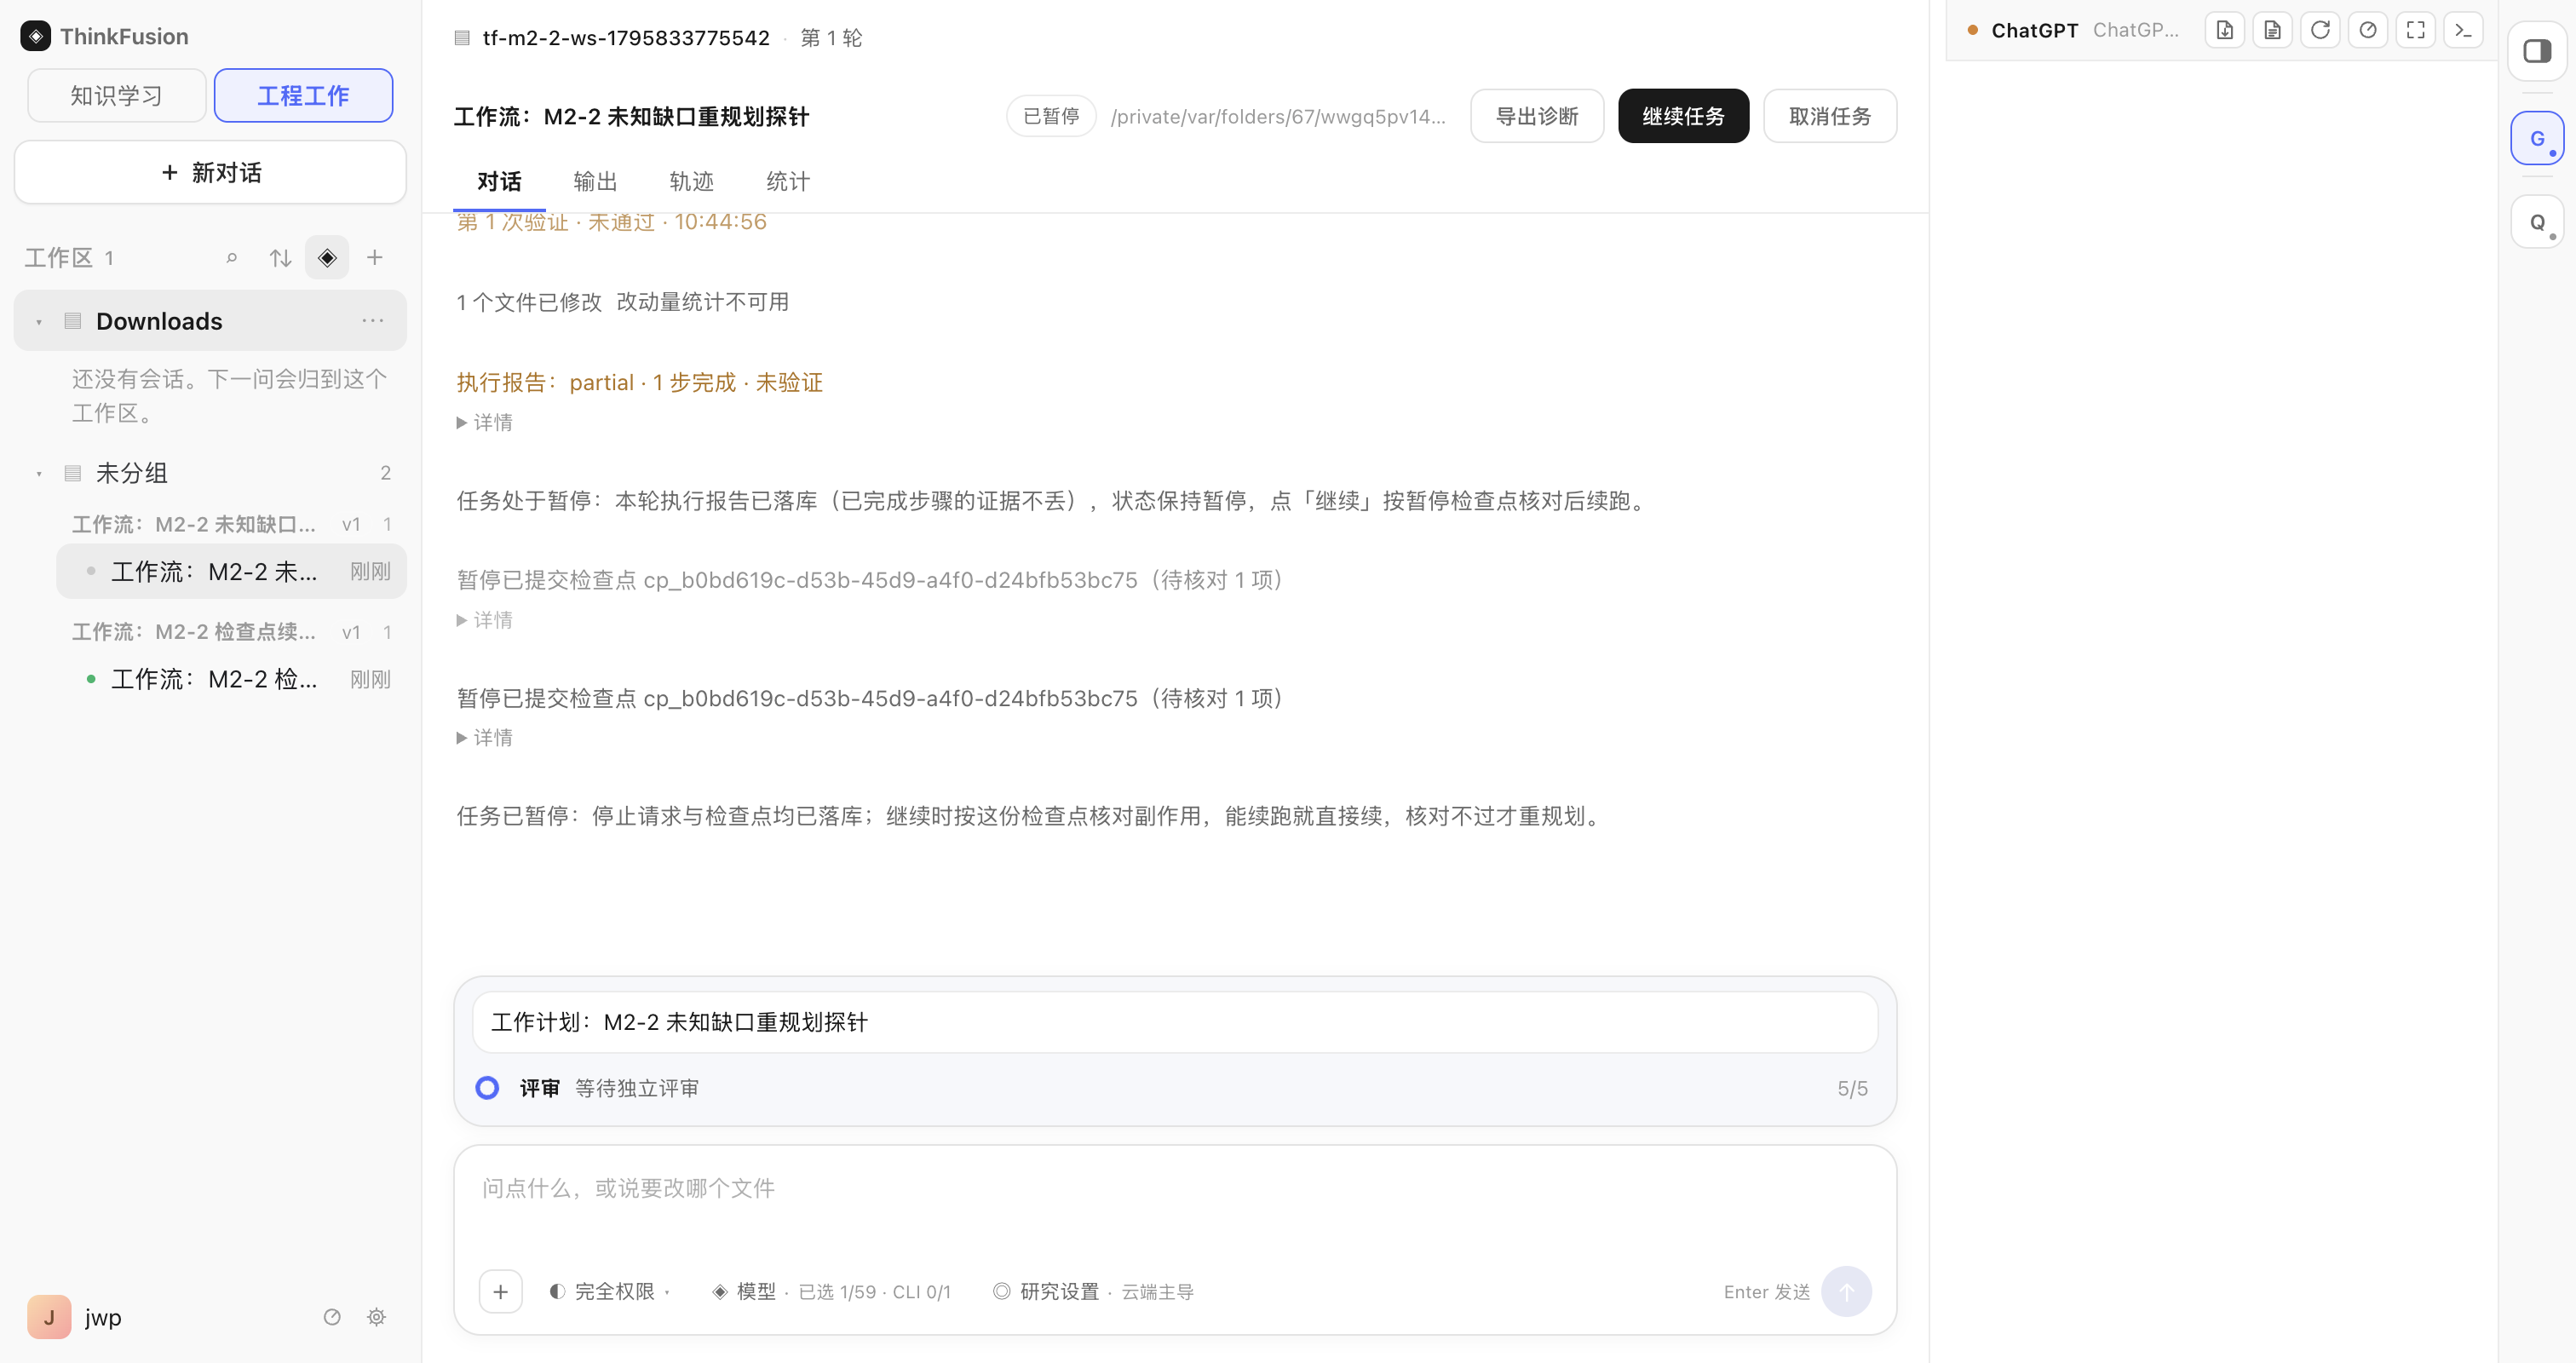 ThinkFusion
知识学习
工程工作
+ 新对话
工作区 1
Downloads
还没有会话。下一问会归到这个
工作区。
未分组 2
工作流：M2-2 未知缺口... v1 1
工作流：M2-2 未... 刚刚
工作流：M2-2 检查点续... v1 1
工作流：M2-2 检... 刚刚
J jwp
tf-m2-2-ws-1795833775542 · 第 1 轮
工作流：M2-2 未知缺口重规划探针
已暂停
/private/var/folders/67/wwgq5pv14...
导出诊断
继续任务
取消任务
对话 输出 轨迹 统计
第 1 次验证 · 未通过 · 10:44:56
1 个文件已修改 改动量统计不可用
执行报告：partial · 1 步完成 · 未验证
▶ 详情
任务处于暂停：本轮执行报告已落库（已完成步骤的证据不丢），状态保持暂停，点「继续」按暂停检查点核对后续跑。
暂停已提交检查点 cp_b0bd619c-d53b-45d9-a4f0-d24bfb53bc75（待核对 1 项）
▶ 详情
暂停已提交检查点 cp_b0bd619c-d53b-45d9-a4f0-d24bfb53bc75（待核对 1 项）
▶ 详情
任务已暂停：停止请求与检查点均已落库；继续时按这份检查点核对副作用，能续跑就直接续，核对不过才重规划。
工作计划：M2-2 未知缺口重规划探针
评审 等待独立评审 5/5
问点什么，或说要改哪个文件
+ 完全权限 模型 · 已选 1/59 · CLI 0/1 研究设置 · 云端主导 Enter 发送
ChatGPT ChatGP...
G
Q